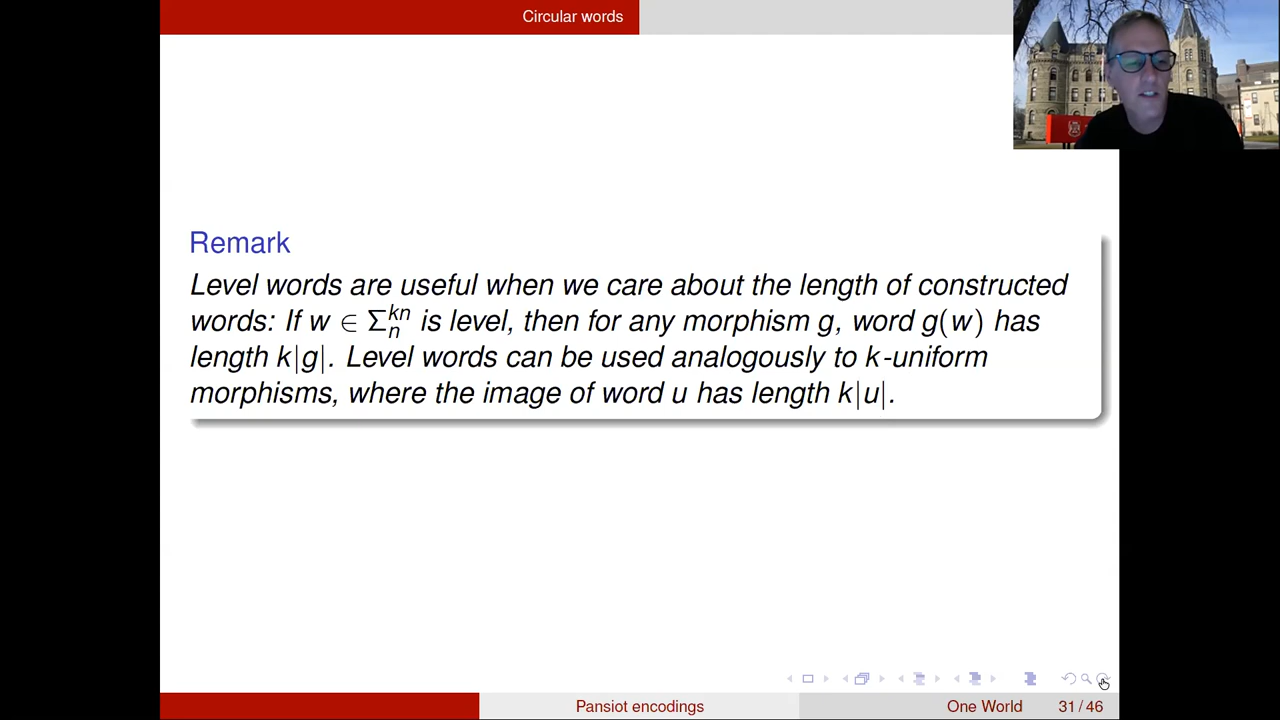 Circular words
Remark
Level words are useful when we care about the length of constructed
words: If w ∈ Σₙᵏⁿ is level, then for any morphism g, word g(w) has
length k|g|. Level words can be used analogously to k-uniform
morphisms, where the image of word u has length k|u|.
Pansiot encodings
One World
31 / 46